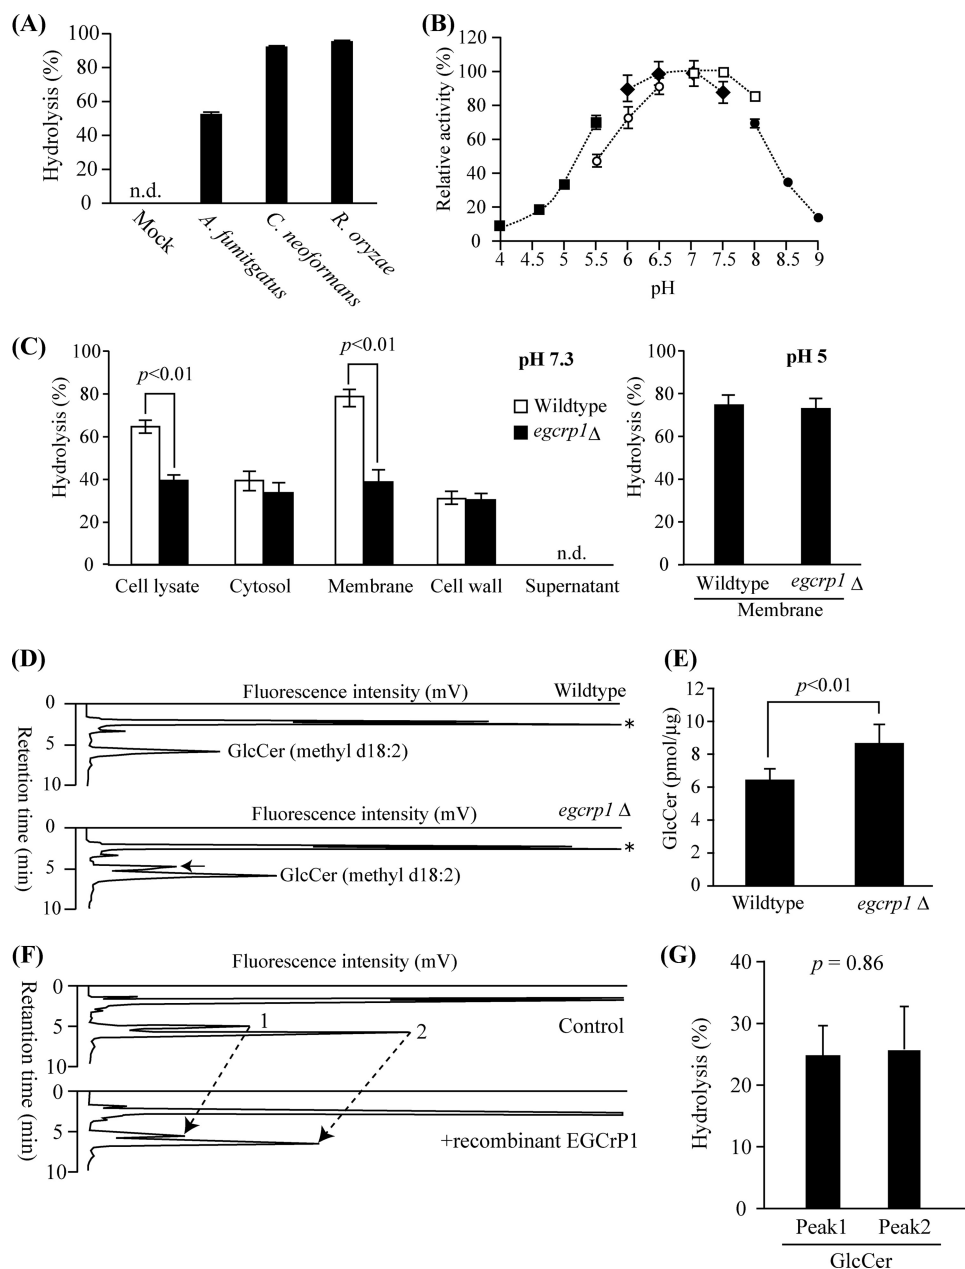 (A)
Hydrolysis (%)
100
80
60
40
20
0
n.d.
Mock
A. fumitgatus
C. neoformans
R. oryzae
(B)
Relative activity (%)
120
100
80
60
40
20
0
4 4.5 5 5.5 6 6.5 7 7.5 8 8.5 9
pH
(C)
Hydrolysis (%)
100
80
60
40
20
0
p<0.01
p<0.01
pH 7.3
Wildtype
egcrp1Δ
n.d.
Cell lysate Cytosol Membrane Cell wall Supernatant
Hydrolysis (%)
100
80
60
40
20
0
pH 5
Wildtype egcrp1 Δ
Membrane
(D)
Retention time (min)
Fluorescence intensity (mV) Wildtype
0
5
10
*
GlcCer (methyl d18:2)
Fluorescence intensity (mV) egcrp1 Δ
0
5
10
*
GlcCer (methyl d18:2)
(E)
GlcCer (pmol/μg)
12
10
8
6
4
2
0
p<0.01
Wildtype egcrp1 Δ
(F)
Retantion time (min)
Fluorescence intensity (mV)
0
5
10
1
2
Control
0
5
10
+recombinant EGCrP1
(G)
Hydrolysis (%)
p = 0.86
40
30
20
10
0
Peak1 Peak2
GlcCer